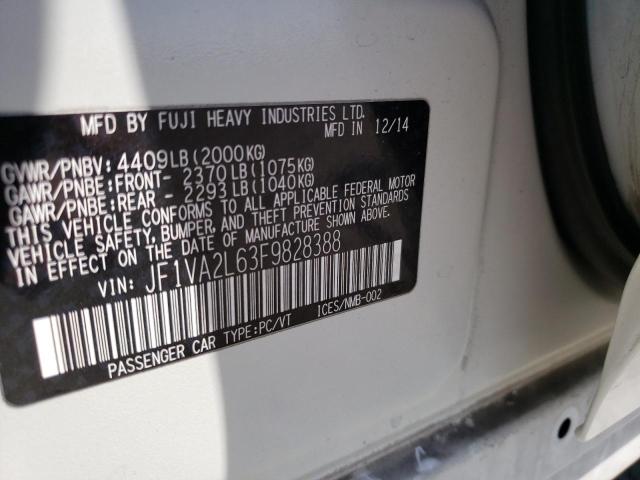 MFD BY FUJI HEAVY INDUSTRIES LTD.
MFD IN 12/14
GVWR/PNBV: 4409LB(2000KG)
GAWR/PNBE:FRONT- 2370LB(1075KG)
GAWR/PNBE:REAR - 2293LB(1040KG)
THIS VEHICLE CONFORMS TO ALL APPLICABLE FEDERAL MOTOR
VEHICLE SAFETY, BUMPER, AND THEFT PREVENTION STANDARDS
IN EFFECT ON THE DATE OF MANUFACTURE SHOWN ABOVE.
VIN: JF1VA2L63F9828388
PASSENGER CAR TYPE:PC/VT ICES/NMB-002